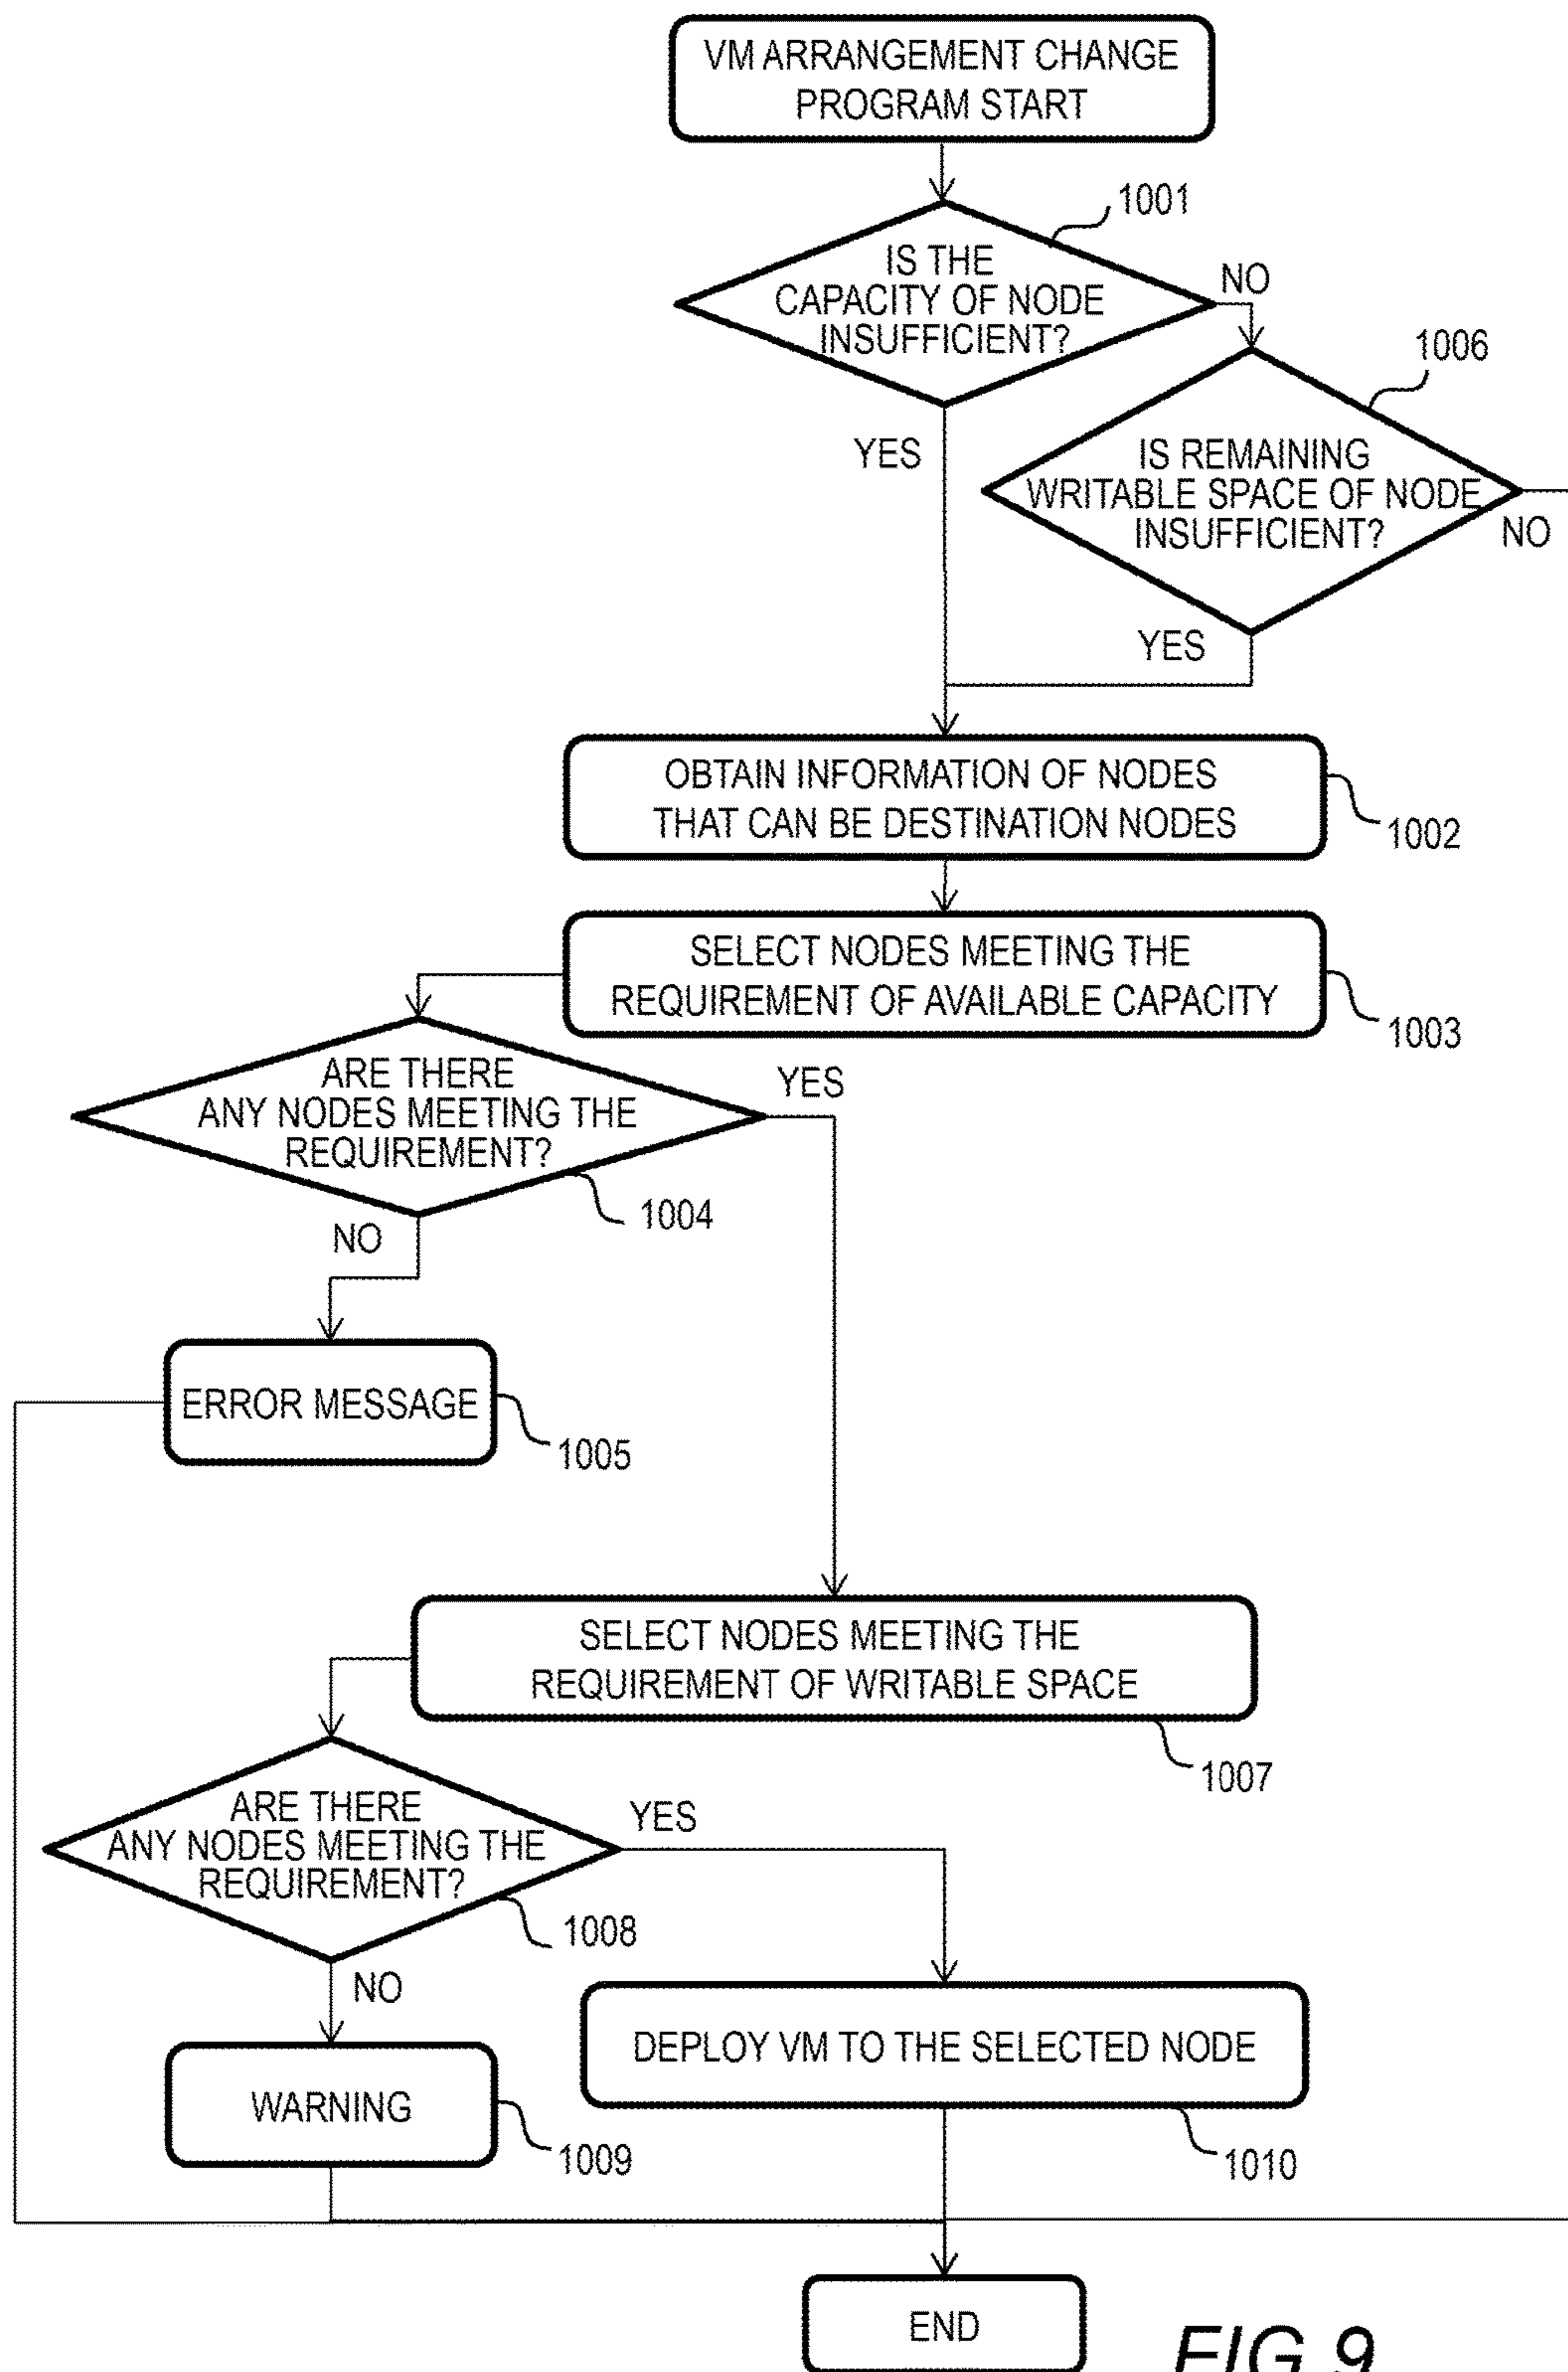 VM ARRANGEMENT CHANGE
PROGRAM START
1001
IS THE
CAPACITY OF NODE
INSUFFICIENT?
NO
1006
IS REMAINING
WRITABLE SPACE OF NODE
INSUFFICIENT?
NO
YES
YES
OBTAIN INFORMATION OF NODES
THAT CAN BE DESTINATION NODES
1002
SELECT NODES MEETING THE
REQUIREMENT OF AVAILABLE CAPACITY
1003
ARE THERE
ANY NODES MEETING THE
REQUIREMENT?
YES
1004
NO
ERROR MESSAGE
1005
SELECT NODES MEETING THE
REQUIREMENT OF WRITABLE SPACE
1007
ARE THERE
ANY NODES MEETING THE
REQUIREMENT?
YES
1008
NO
DEPLOY VM TO THE SELECTED NODE
WARNING
1009
1010
END
FIG.9